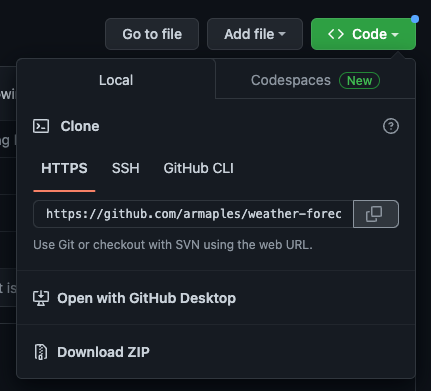 Go to file
Add file
Code
Local
Codespaces New
Clone
HTTPS SSH GitHub CLI
https://github.com/armaples/weather-forec
Use Git or checkout with SVN using the web URL.
Open with GitHub Desktop
Download ZIP